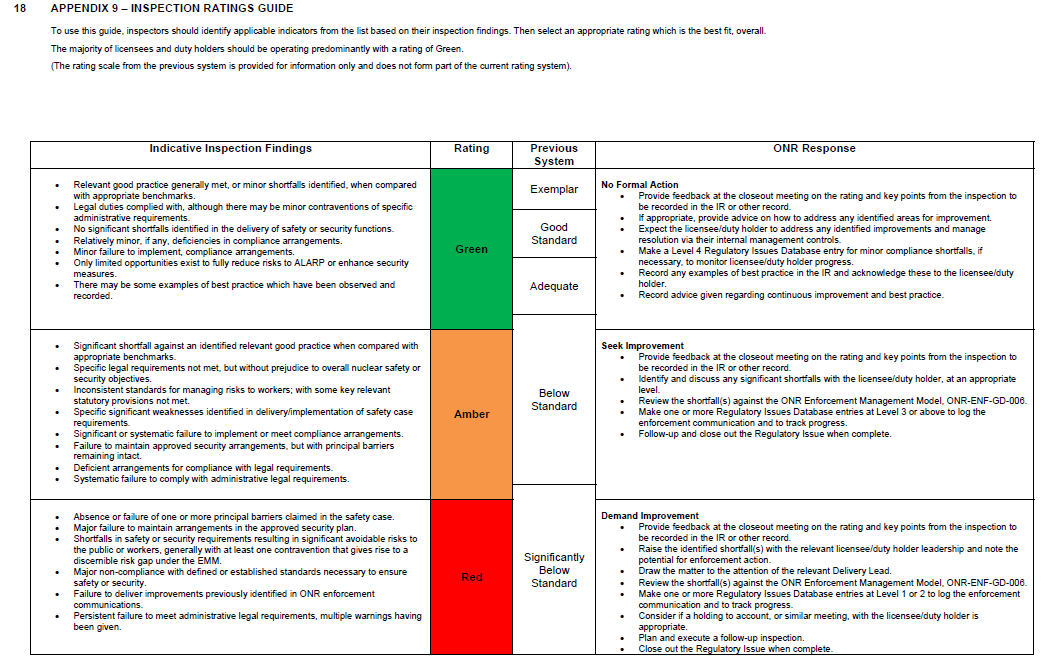 18 APPENDIX 9 – INSPECTION RATINGS GUIDE
To use this guide, inspectors should identify applicable indicators from the list based on their inspection findings. Then select an appropriate rating which is the best fit, overall.
The majority of licensees and duty holders should be operating predominantly with a rating of Green.
(The rating scale from the previous system is provided for information only and does not form part of the current rating system).
Indicative Inspection Findings
Rating
Previous
System
ONR Response
• Relevant good practice generally met, or minor shortfalls identified, when compared
with appropriate benchmarks.
• Legal duties complied with, although there may be minor contraventions of specific
administrative requirements.
• No significant shortfalls identified in the delivery of safety or security functions.
• Relatively minor, if any, deficiencies in compliance arrangements.
• Minor failure to implement, compliance arrangements.
• Only limited opportunities exist to fully reduce risks to ALARP or enhance security
measures.
• There may be some examples of best practice which have been observed and
recorded.
Green
Exemplar
Good
Standard
Adequate
No Formal Action
• Provide feedback at the closeout meeting on the rating and key points from the inspection to
be recorded in the IR or other record.
• If appropriate, provide advice on how to address any identified areas for improvement.
• Expect the licensee/duty holder to address any identified improvements and manage
resolution via their internal management controls.
• Make a Level 4 Regulatory Issues Database entry for minor compliance shortfalls, if
necessary, to monitor licensee/duty holder progress.
• Record any examples of best practice in the IR and acknowledge these to the licensee/duty
holder.
• Record advice given regarding continuous improvement and best practice.
• Significant shortfall against an identified relevant good practice when compared with
appropriate benchmarks.
• Specific legal requirements not met, but without prejudice to overall nuclear safety or
security objectives.
• Inconsistent standards for managing risks to workers; with some key relevant
statutory provisions not met.
• Specific significant weaknesses identified in delivery/implementation of safety case
requirements.
• Significant or systematic failure to implement or meet compliance arrangements.
• Failure to maintain approved security arrangements, but with principal barriers
remaining intact.
• Deficient arrangements for compliance with legal requirements.
• Systematic failure to comply with administrative legal requirements.
Amber
Below
Standard
Seek Improvement
• Provide feedback at the closeout meeting on the rating and key points from the inspection to
be recorded in the IR or other record.
• Identify and discuss any significant shortfalls with the licensee/duty holder, at an appropriate
level.
• Review the shortfall(s) against the ONR Enforcement Management Model, ONR-ENF-GD-006.
• Make one or more Regulatory Issues Database entries at Level 3 or above to log the
enforcement communication and to track progress.
• Follow-up and close out the Regulatory Issue when complete.
• Absence or failure of one or more principal barriers claimed in the safety case.
• Major failure to maintain arrangements in the approved security plan.
• Shortfalls in safety or security requirements resulting in significant avoidable risks to
the public or workers, generally with at least one contravention that gives rise to a
discernible risk gap under the EMM.
• Major non-compliance with defined or established standards necessary to ensure
safety or security.
• Failure to deliver improvements previously identified in ONR enforcement
communications.
• Persistent failure to meet administrative legal requirements, multiple warnings having
been given.
Red
Significantly
Below
Standard
Demand Improvement
• Provide feedback at the closeout meeting on the rating and key points from the inspection to
be recorded in the IR or other record.
• Raise the identified shortfall(s) with the relevant licensee/duty holder leadership and note the
potential for enforcement action.
• Draw the matter to the attention of the relevant Delivery Lead.
• Review the shortfall(s) against the ONR Enforcement Management Model, ONR-ENF-GD-006.
• Make one or more Regulatory Issues Database entries at Level 1 or 2 to log the enforcement
communication and to track progress.
• Consider if a holding to account, or similar meeting, with the licensee/duty holder is
appropriate.
• Plan and execute a follow-up inspection.
• Close out the Regulatory Issue when complete.